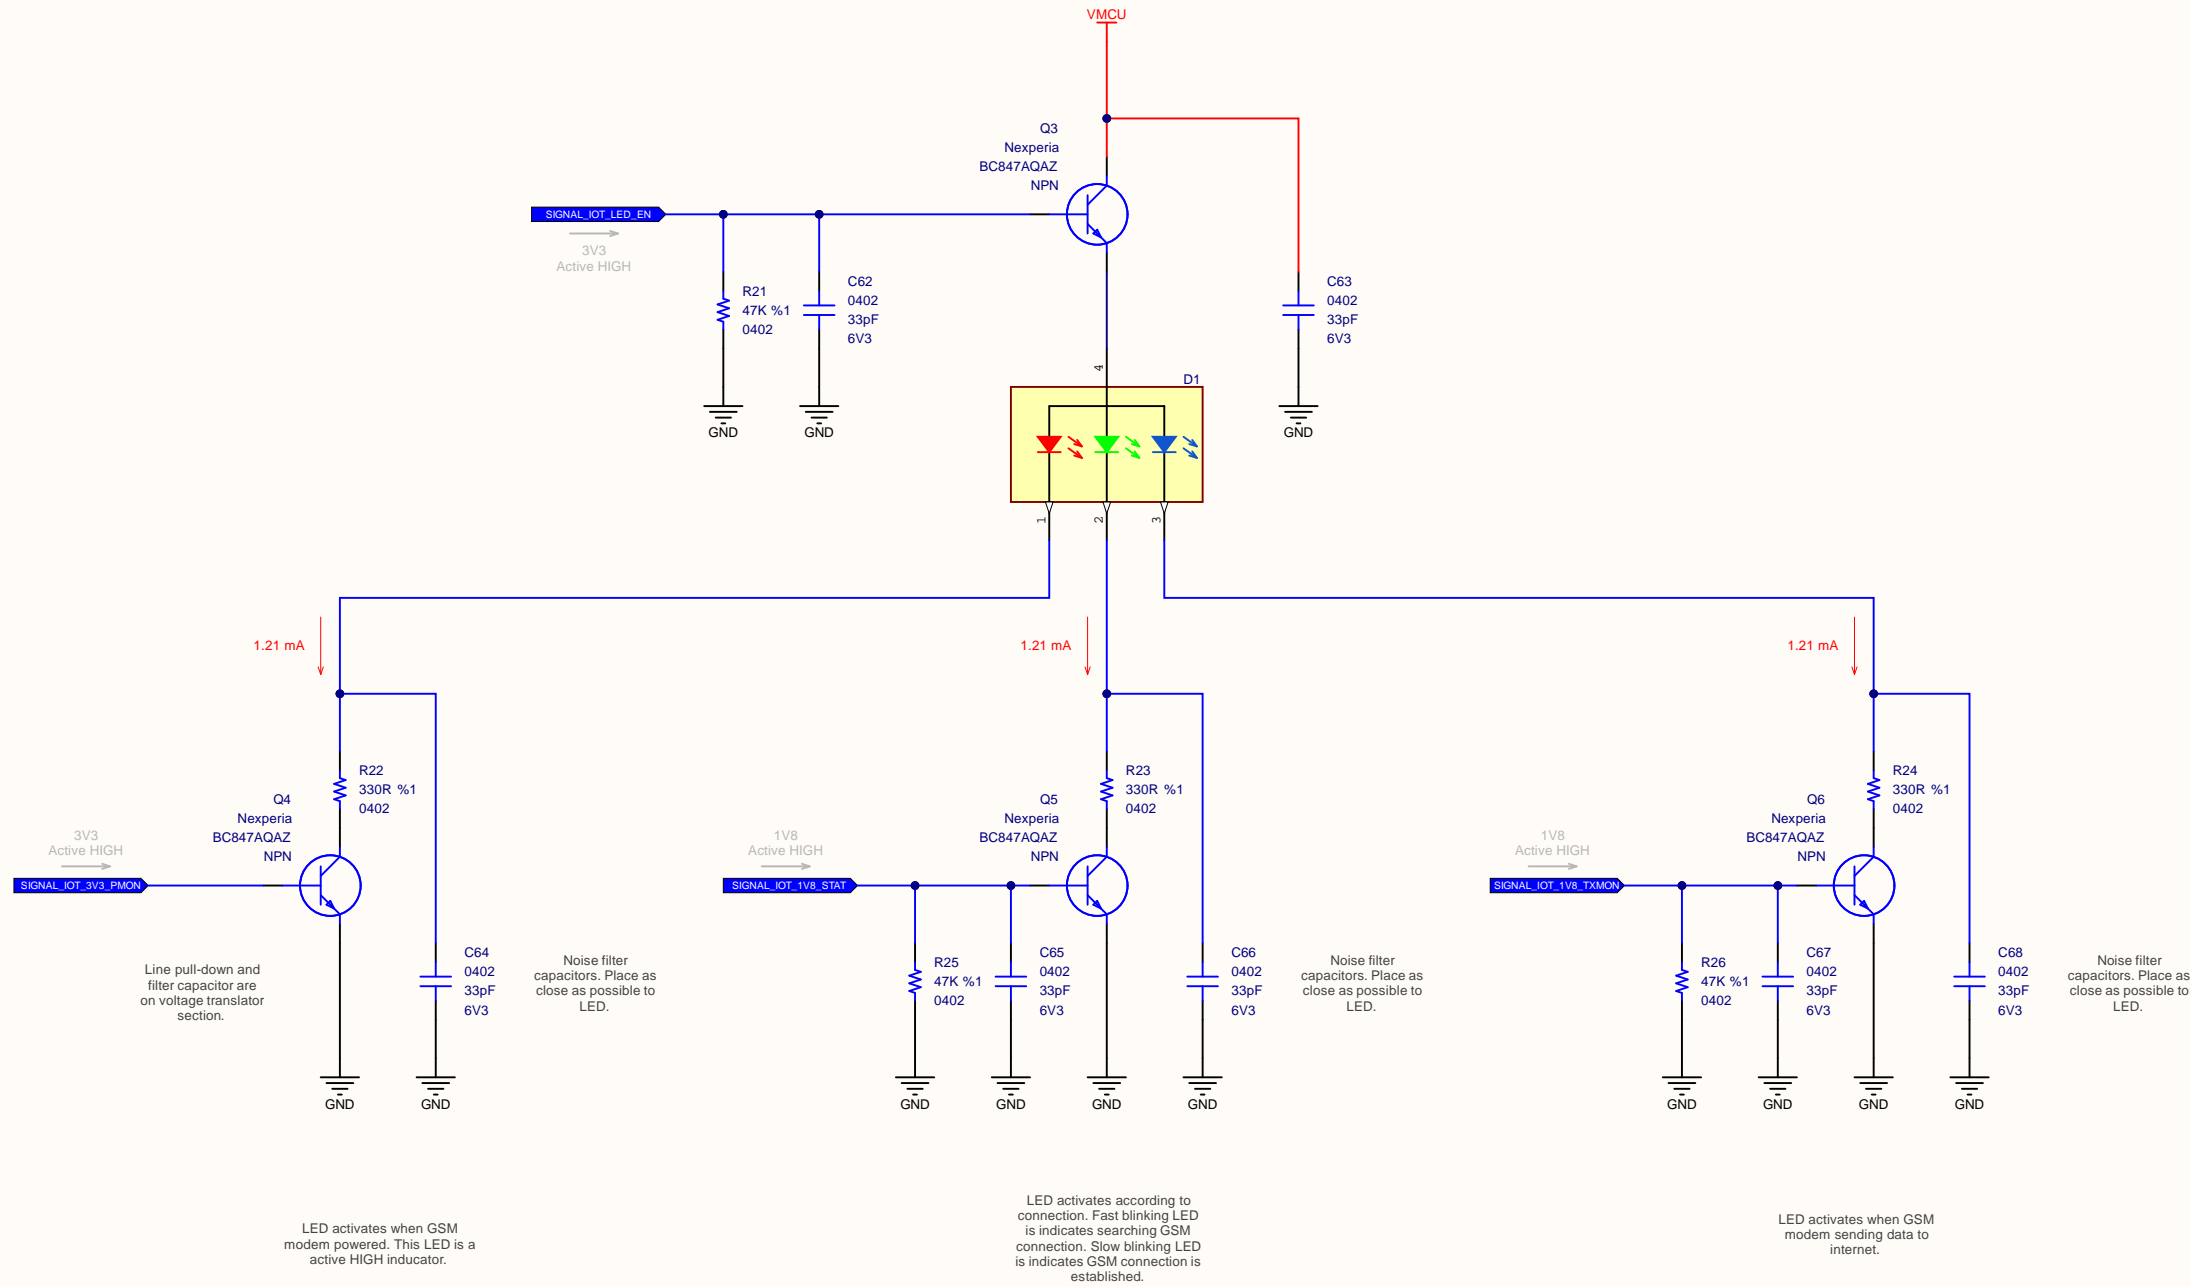 VMCU
Q3
Nexperia
BC847AQAZ
NPN
SIGNAL_IOT_LED_EN
3V3
Active HIGH
R21
47K %1
0402
C62
0402
33pF
6V3
C63
0402
33pF
6V3
GND
GND
GND
4
D1
1
2
3
1.21 mA
1.21 mA
1.21 mA
R22
330R %1
0402
Q4
Nexperia
BC847AQAZ
NPN
3V3
Active HIGH
SIGNAL_IOT_3V3_PMON
Line pull-down and
filter capacitor are
on voltage translator
section.
C64
0402
33pF
6V3
Noise filter
capacitors. Place as
close as possible to
LED.
GND
GND
R23
330R %1
0402
Q5
Nexperia
BC847AQAZ
NPN
1V8
Active HIGH
SIGNAL_IOT_1V8_STAT
R25
47K %1
0402
C65
0402
33pF
6V3
C66
0402
33pF
6V3
Noise filter
capacitors. Place as
close as possible to
LED.
GND
GND
GND
GND
R24
330R %1
0402
Q6
Nexperia
BC847AQAZ
NPN
1V8
Active HIGH
SIGNAL_IOT_1V8_TXMON
R26
47K %1
0402
C67
0402
33pF
6V3
C68
0402
33pF
6V3
Noise filter
capacitors. Place as
close as possible to
LED.
GND
GND
GND
GND
LED activates when GSM
modem powered. This LED is a
active HIGH inducator.
LED activates according to
connection. Fast blinking LED
is indicates searching GSM
connection. Slow blinking LED
is indicates GSM connection is
established.
LED activates when GSM
modem sending data to
internet.